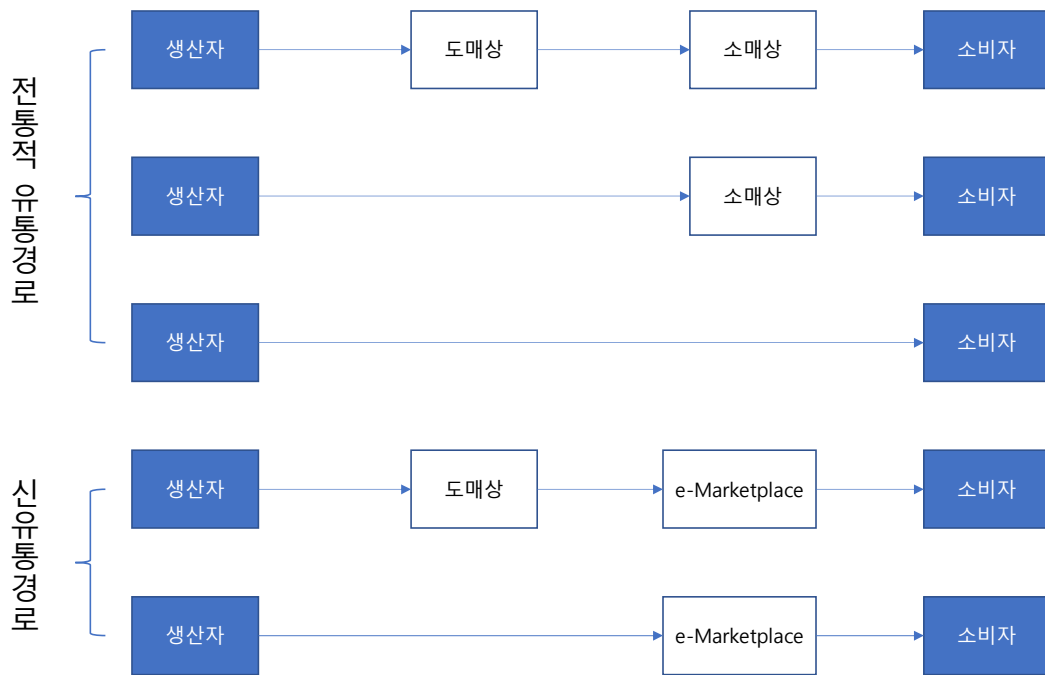 전통적 유통경로
생산자
도매상
소매상
소비자
생산자
소매상
소비자
생산자
소비자
신유통경로
생산자
도매상
e-Marketplace
소비자
생산자
e-Marketplace
소비자